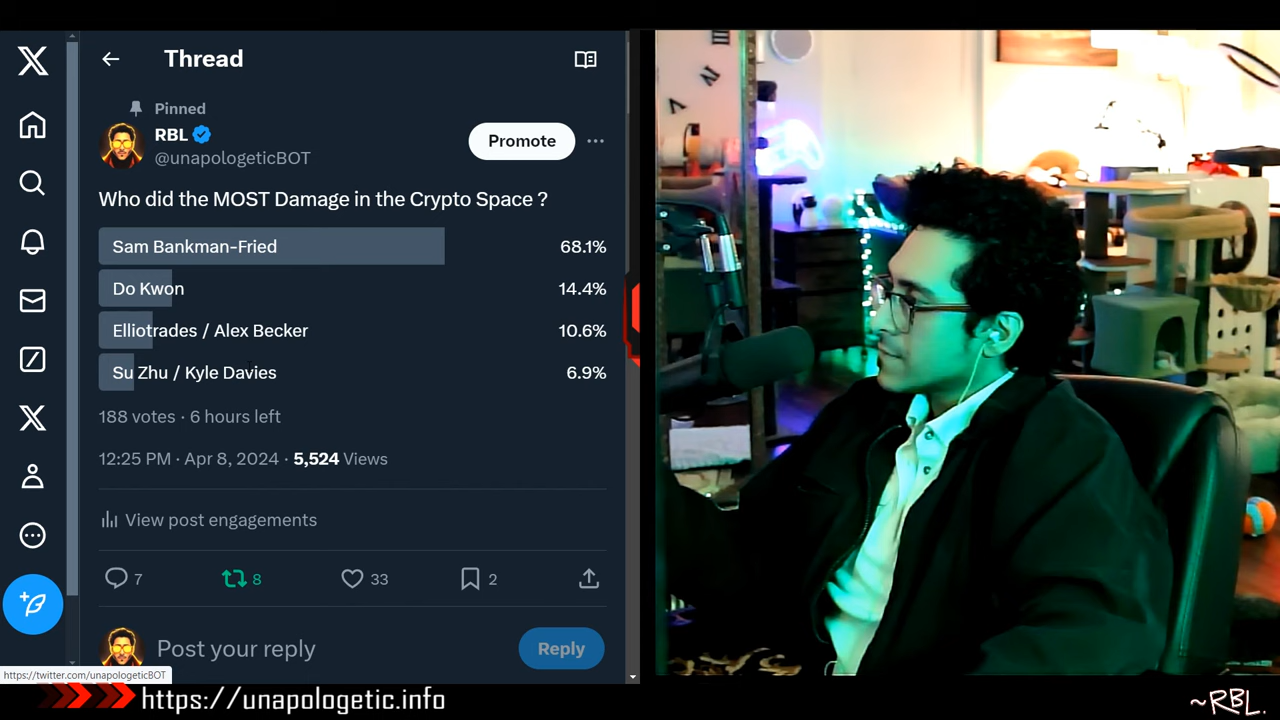 Thread
Pinned
RBL
@unapologeticBOT
Promote
Who did the MOST Damage in the Crypto Space ?
Sam Bankman-Fried 68.1%
Do Kwon 14.4%
Elliotrades / Alex Becker 10.6%
Su Zhu / Kyle Davies 6.9%
188 votes · 6 hours left
12:25 PM · Apr 8, 2024 · 5,524 Views
View post engagements
7 8 33 2
Post your reply
Reply
https://twitter.com/unapologeticBOT
https://unapologetic.info
~RBL.